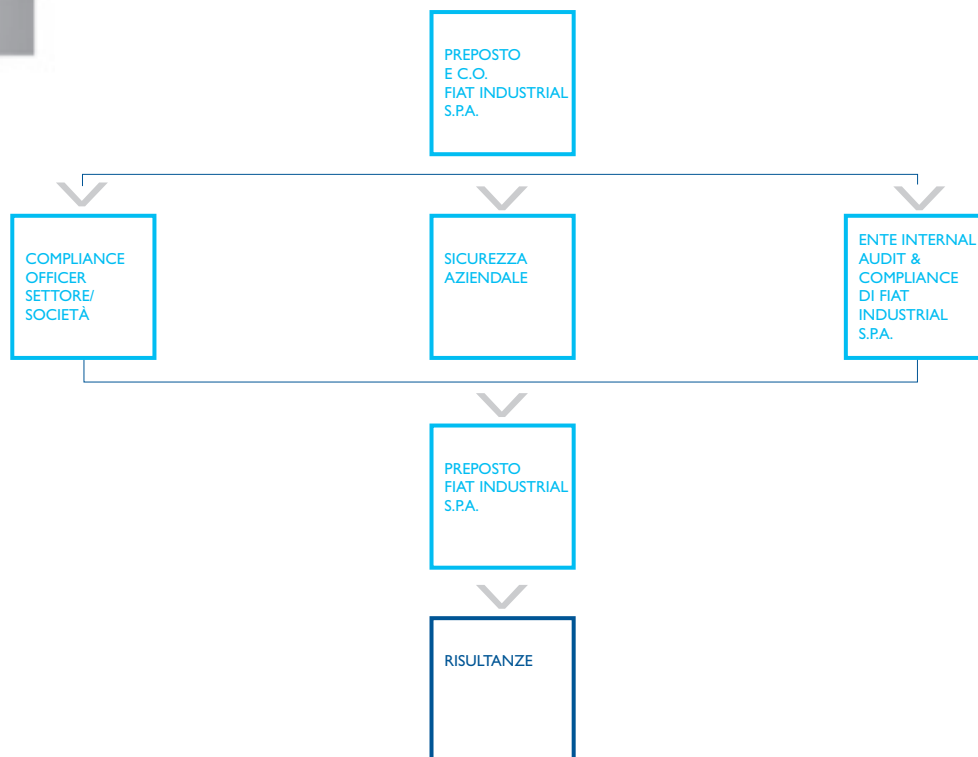 PREPOSTO
E C.O.
FIAT INDUSTRIAL
S.P.A.
COMPLIANCE
OFFICER
SETTORE/
SOCIETÀ
SICUREZZA
AZIENDALE
ENTE INTERNAL
AUDIT &
COMPLIANCE
DI FIAT
INDUSTRIAL
S.P.A.
PREPOSTO
FIAT INDUSTRIAL
S.P.A.
RISULTANZE